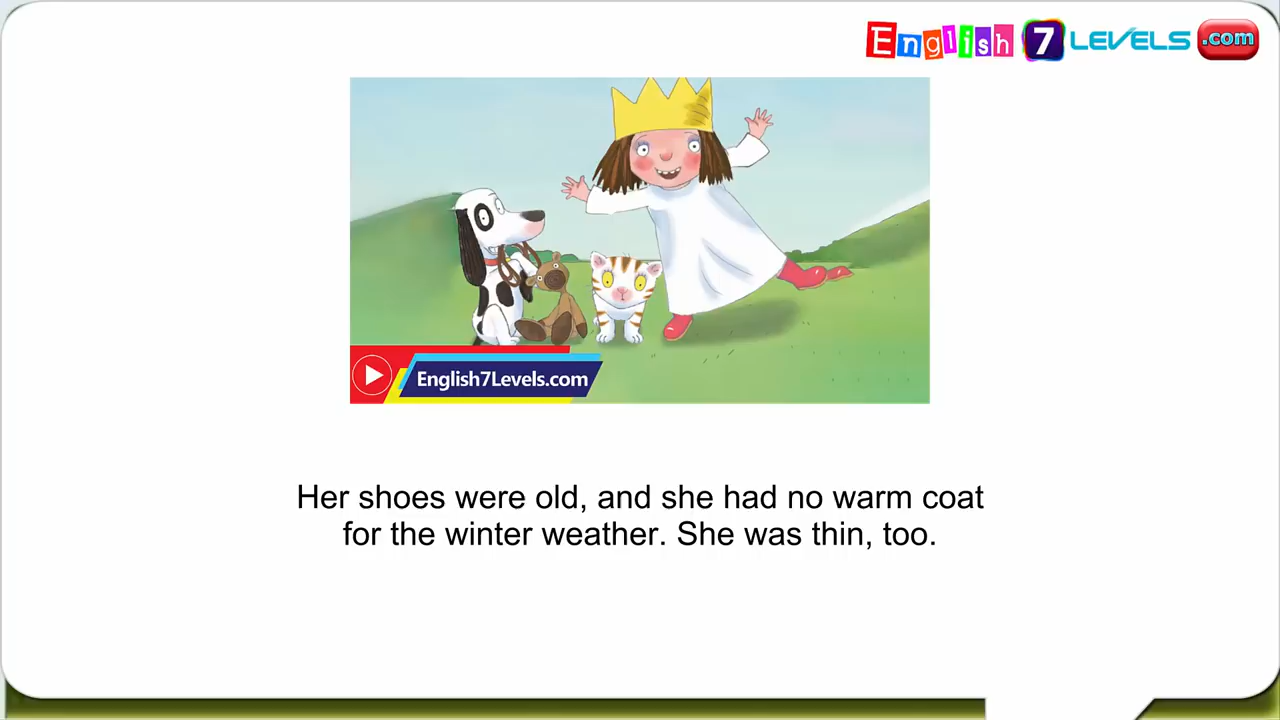 English 7 LEVELS .com
English7Levels.com
Her shoes were old, and she had no warm coat
for the winter weather. She was thin, too.